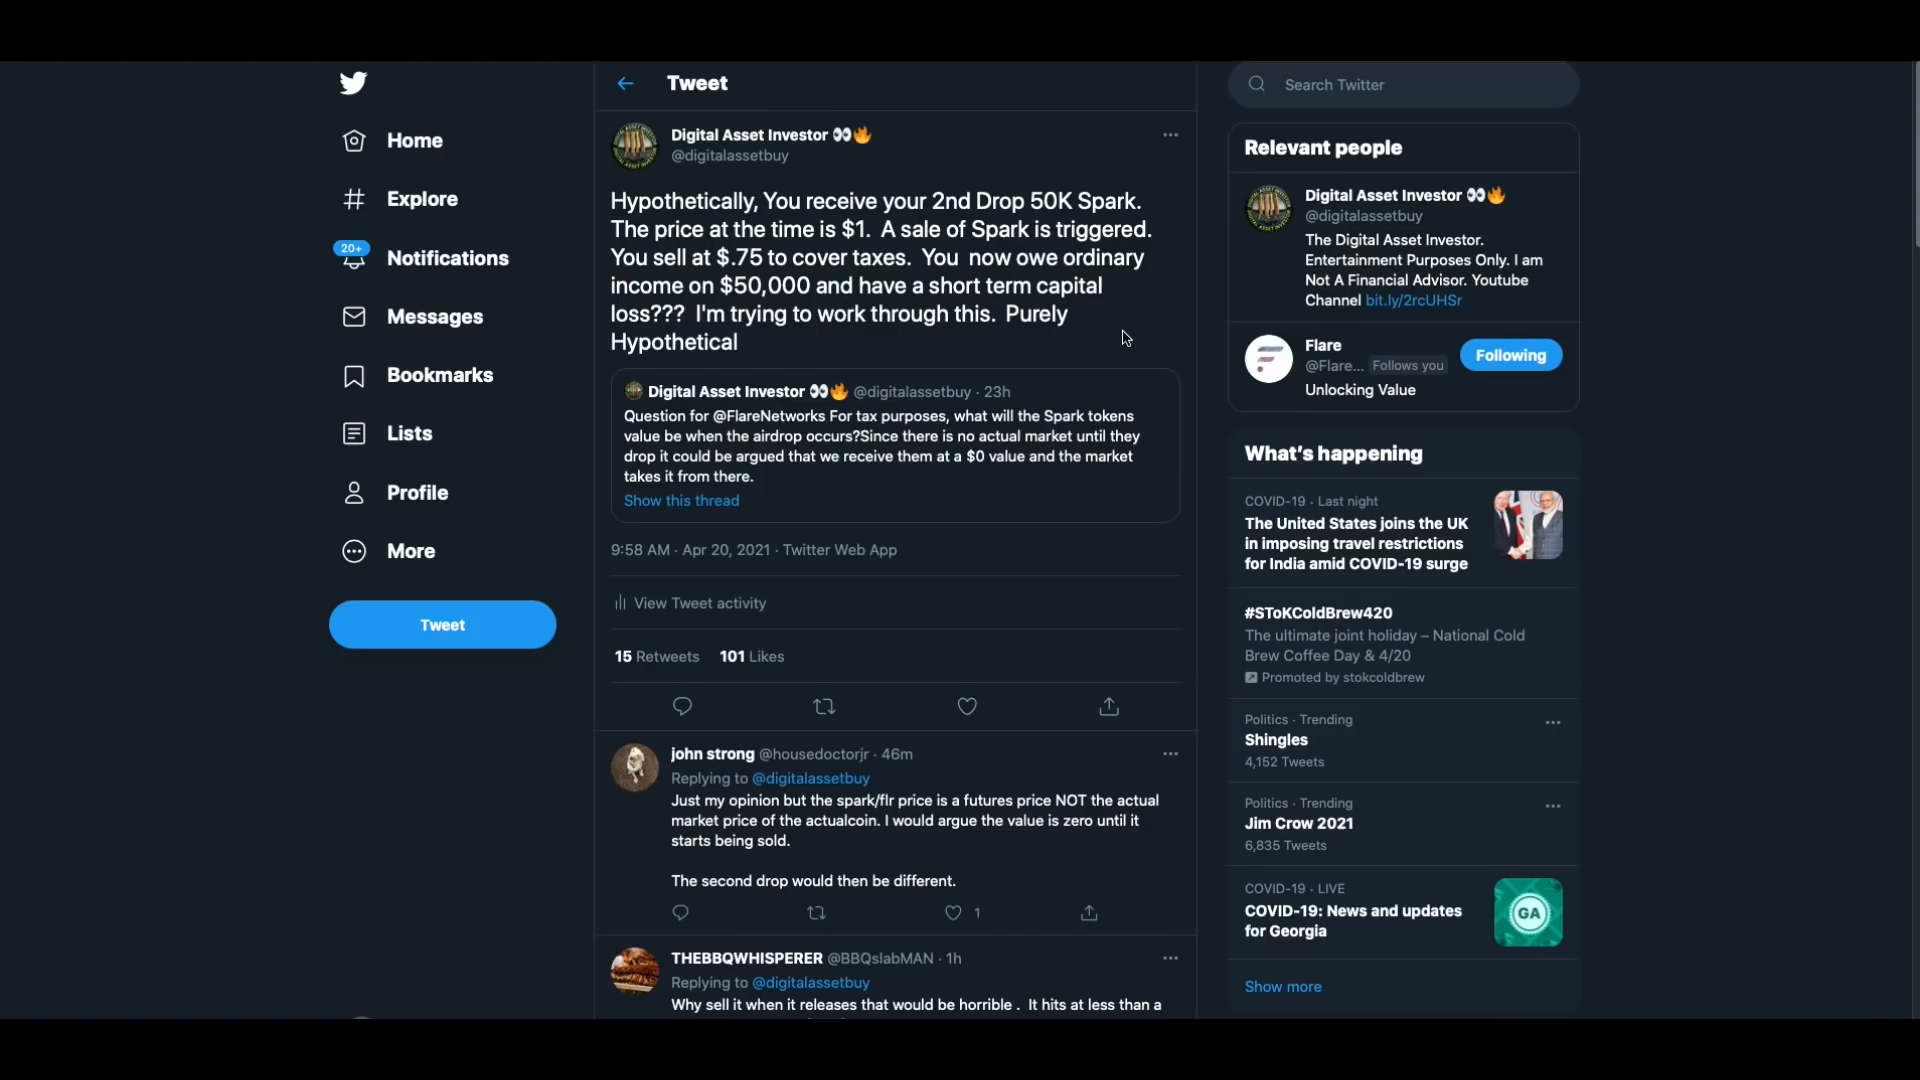 Home
Explore
20+
Notifications
Messages
Bookmarks
Lists
Profile
More
Tweet
Tweet
Digital Asset Investor 👀🔥
@digitalassetbuy
Hypothetically, You receive your 2nd Drop 50K Spark.
The price at the time is $1.  A sale of Spark is triggered.
You sell at $.75 to cover taxes.  You  now owe ordinary
income on $50,000 and have a short term capital
loss???  I'm trying to work through this.  Purely
Hypothetical
Digital Asset Investor 👀🔥 @digitalassetbuy · 23h
Question for @FlareNetworks For tax purposes, what will the Spark tokens
value be when the airdrop occurs?Since there is no actual market until they
drop it could be argued that we receive them at a $0 value and the market
takes it from there.
Show this thread
9:58 AM · Apr 20, 2021 · Twitter Web App
View Tweet activity
15 Retweets 101 Likes
john strong @housedoctorjr · 46m
Replying to @digitalassetbuy
Just my opinion but the spark/flr price is a futures price NOT the actual
market price of the actualcoin. I would argue the value is zero until it
starts being sold.
The second drop would then be different.
1
THEBBQWHISPERER @BBQslabMAN · 1h
Replying to @digitalassetbuy
Why sell it when it releases that would be horrible .  It hits at less than a
Search Twitter
Relevant people
Digital Asset Investor 👀🔥
@digitalassetbuy
The Digital Asset Investor.
Entertainment Purposes Only. I am
Not A Financial Advisor. Youtube
Channel bit.ly/2rcUHSr
Flare
@Flare... Follows you
Following
Unlocking Value
What's happening
COVID-19 · Last night
The United States joins the UK
in imposing travel restrictions
for India amid COVID-19 surge
#SToKColdBrew420
The ultimate joint holiday – National Cold
Brew Coffee Day & 4/20
Promoted by stokcoldbrew
Politics · Trending
Shingles
4,152 Tweets
Politics · Trending
Jim Crow 2021
6,835 Tweets
COVID-19 · LIVE
COVID-19: News and updates
for Georgia
GA
Show more